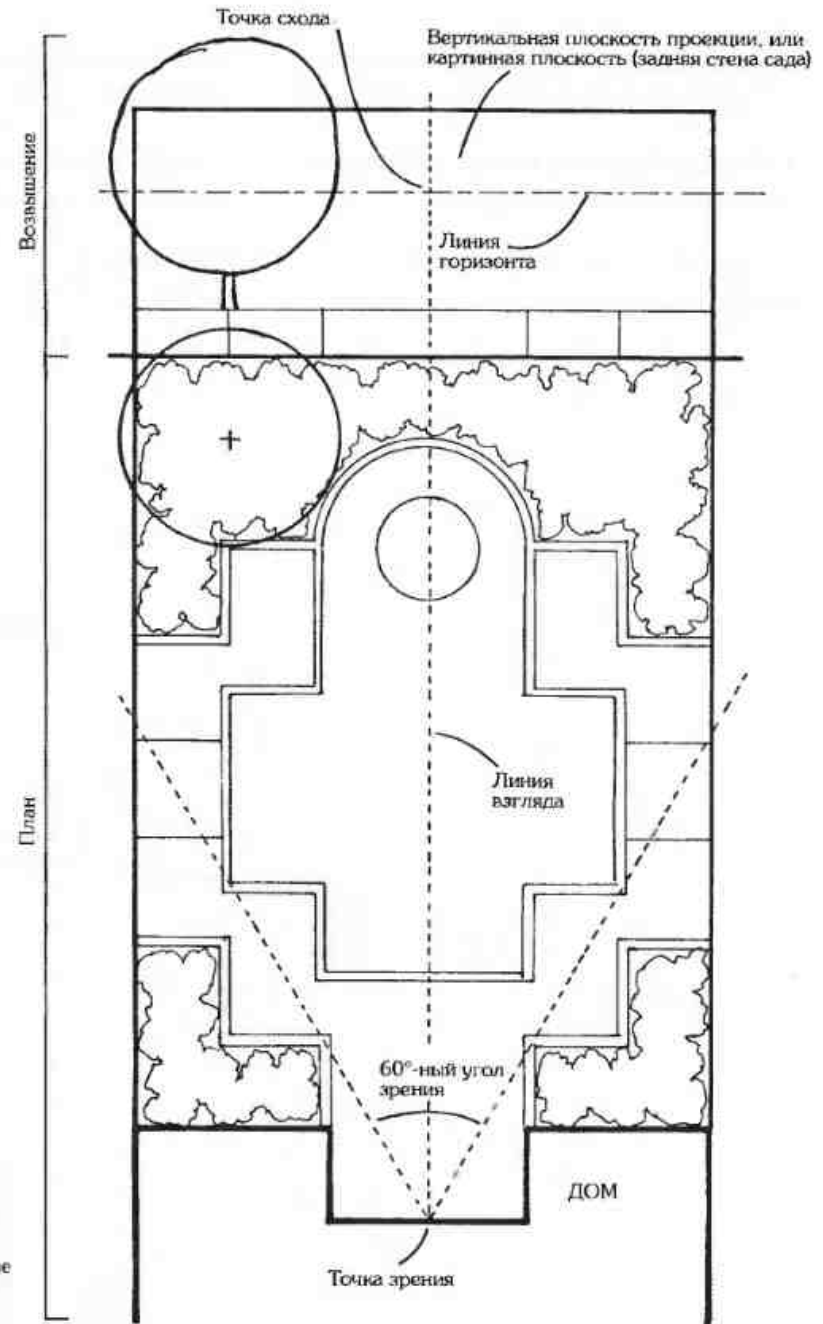 Точка схода
Вертикальная плоскость проекции, или
картинная плоскость (задняя стена сада)
Возвышение
Линия
горизонта
План
Линия
взгляда
60°-ный угол
зрения
ДОМ
Точка зрения